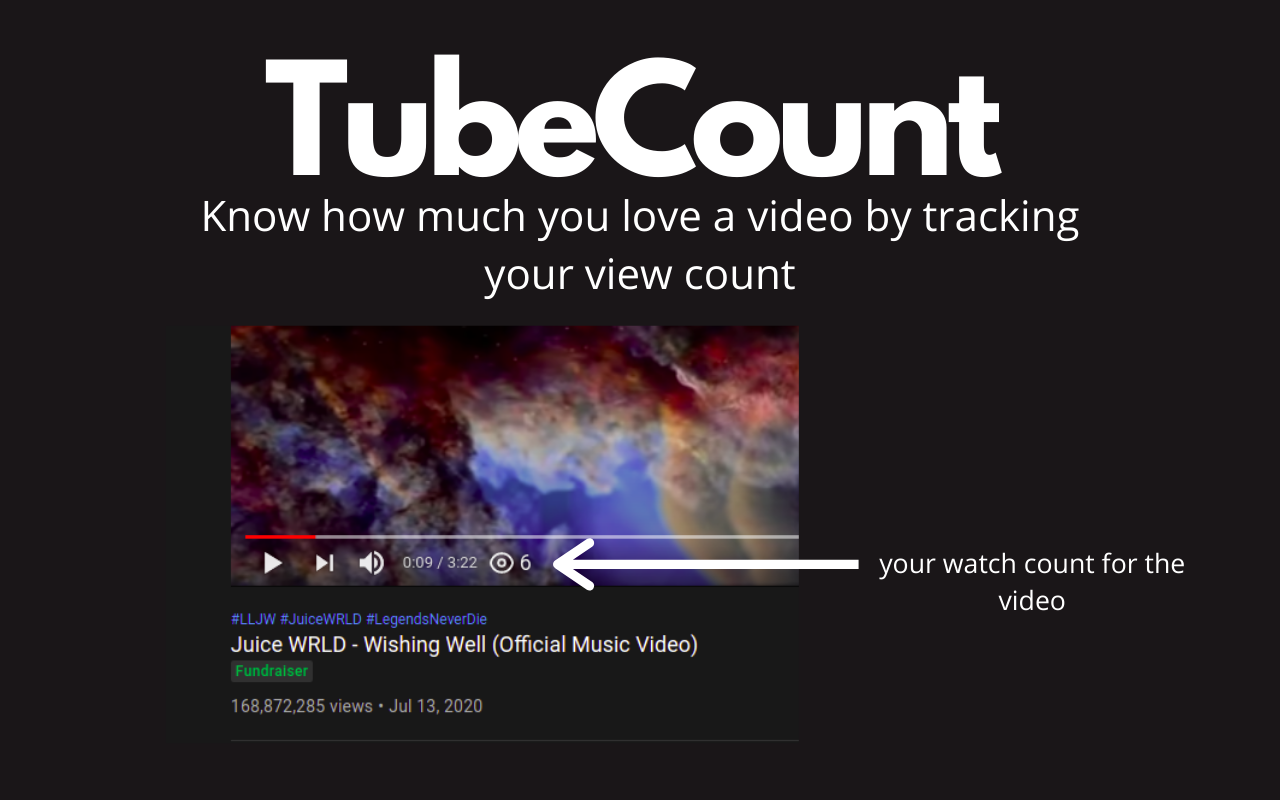 TubeCount
Know how much you love a video by tracking
your view count
0:09 / 3:22 6
your watch count for the
video
#LLJW #JuiceWRLD #LegendsNeverDie
Juice WRLD - Wishing Well (Official Music Video)
Fundraiser
168,872,285 views • Jul 13, 2020